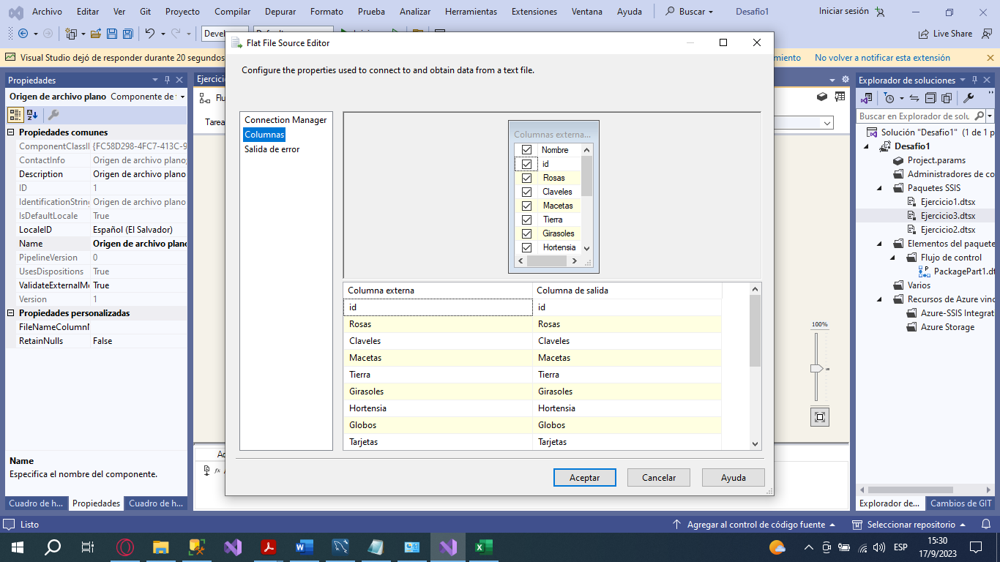 Archivo Editar Ver Git Proyecto Compilar Depurar Formato Prueba Analizar Herramientas Extensiones Ventana Ayuda Buscar Desafio1 Iniciar sesión
Live Share
Visual Studio dejó de responder durante 20 segundos
No volver a notificar esta extensión
Flat File Source Editor
Configure the properties used to connect to and obtain data from a text file.
Connection Manager
Columnas
Salida de error
Columnas externa...
Nombre
id
Rosas
Claveles
Macetas
Tierra
Girasoles
Hortensia
Columna externa Columna de salida
id id
Rosas Rosas
Claveles Claveles
Macetas Macetas
Tierra Tierra
Girasoles Girasoles
Hortensia Hortensia
Globos Globos
Tarjetas Tarjetas
Aceptar Cancelar Ayuda
Propiedades
Origen de archivo plano Componente de
Propiedades comunes
ComponentClassI {FC58D298-4FC7-413C-9
ContactInfo Origen de archivo plano;
Description Origen de archivo plano
ID 1
IdentificationString Origen de archivo plano
IsDefaultLocale True
LocaleID Español (El Salvador)
Name Origen de archivo plano
PipelineVersion 0
UsesDispositions True
ValidateExternalMe True
Version 1
Propiedades personalizadas
FileNameColumnN
RetainNulls False
Name
Especifica el nombre del componente.
Cuadro de h... Propiedades Cuadro de h...
Ejercicio
Flu
Tarea
100%
Explorador de soluciones
Buscar en Explorador de solu
Solución "Desafio1" (1 de 1 p
Desafio1
Project.params
Administradores de co
Paquetes SSIS
Ejercicio1.dtsx
Ejercicio3.dtsx
Ejercicio2.dtsx
Elementos del paquete
Flujo de control
PackagePart1.dt
Varios
Recursos de Azure vinc
Azure-SSIS Integrat
Azure Storage
Explorador de... Cambios de GIT
Listo Agregar al control de código fuente Seleccionar repositorio
ESP 15:30
17/9/2023